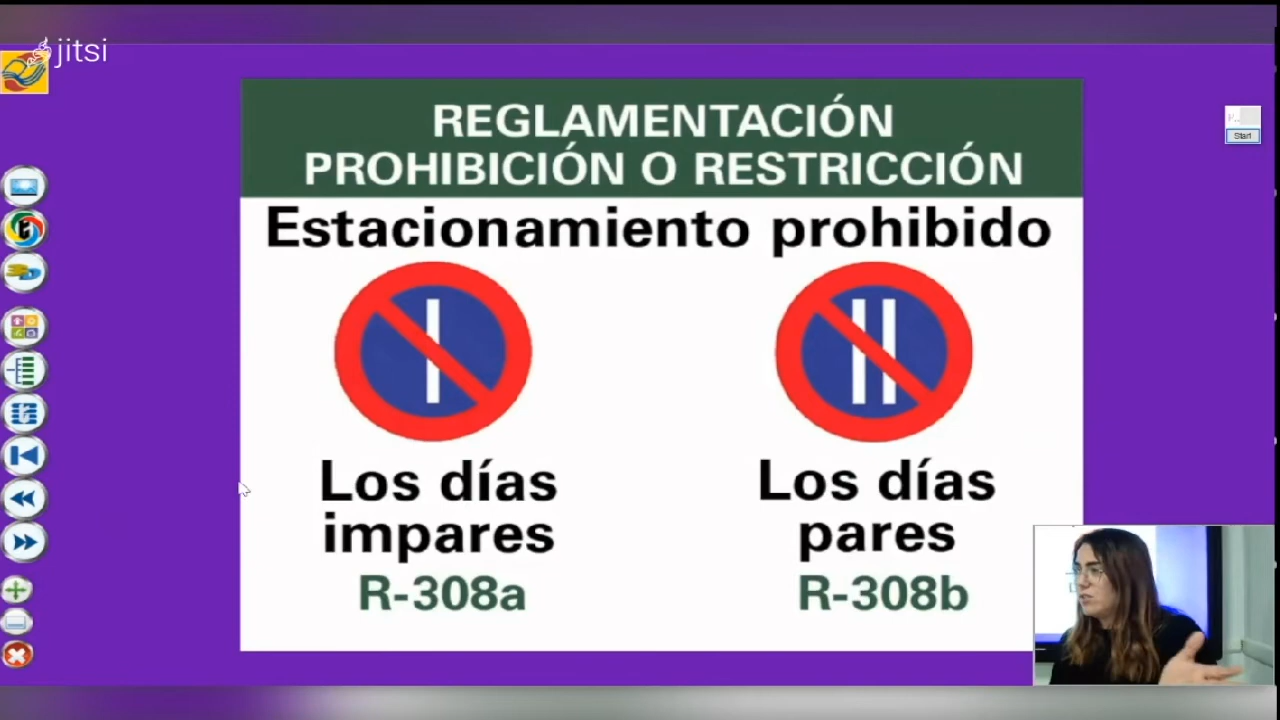 jitsi
REGLAMENTACIÓN
PROHIBICIÓN O RESTRICCIÓN
Estacionamiento prohibido
Los días
impares
R-308a
Los días
pares
R-308b
Start